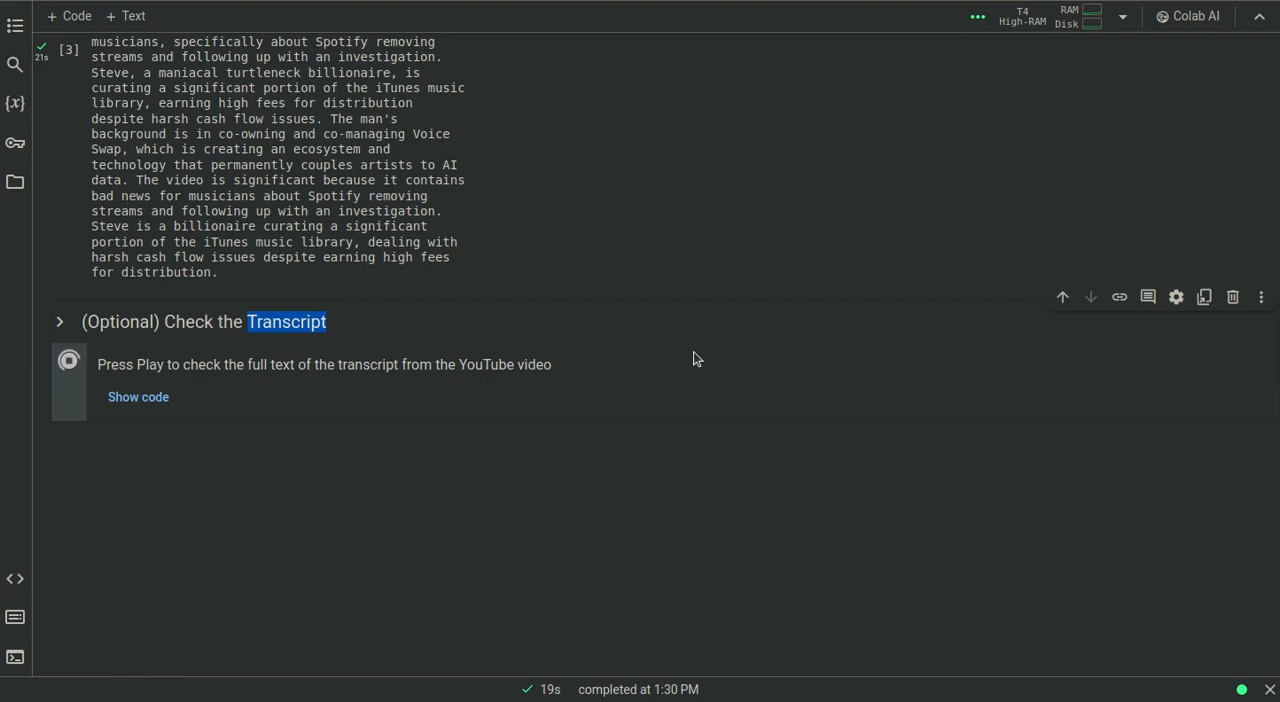 + Code + Text
T4
High-RAM
RAM
Disk
Colab AI
21s
[3]
musicians, specifically about Spotify removing
streams and following up with an investigation.
Steve, a maniacal turtleneck billionaire, is
curating a significant portion of the iTunes music
library, earning high fees for distribution
despite harsh cash flow issues. The man's
background is in co-owning and co-managing Voice
Swap, which is creating an ecosystem and
technology that permanently couples artists to AI
data. The video is significant because it contains
bad news for musicians about Spotify removing
streams and following up with an investigation.
Steve is a billionaire curating a significant
portion of the iTunes music library, dealing with
harsh cash flow issues despite earning high fees
for distribution.
(Optional) Check the Transcript
Press Play to check the full text of the transcript from the YouTube video
Show code
19s completed at 1:30 PM